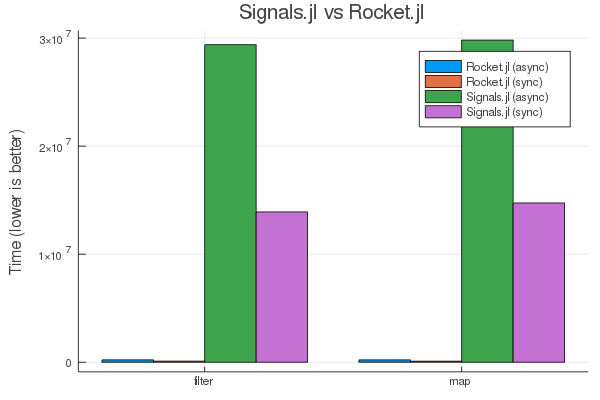 Signals.jl vs Rocket.jl
3×10⁷
Rocket.jl (async)
Rocket.jl (sync)
Signals.jl (async)
Signals.jl (sync)
2×10⁷
Time (lower is better)
1×10⁷
0
filter
map